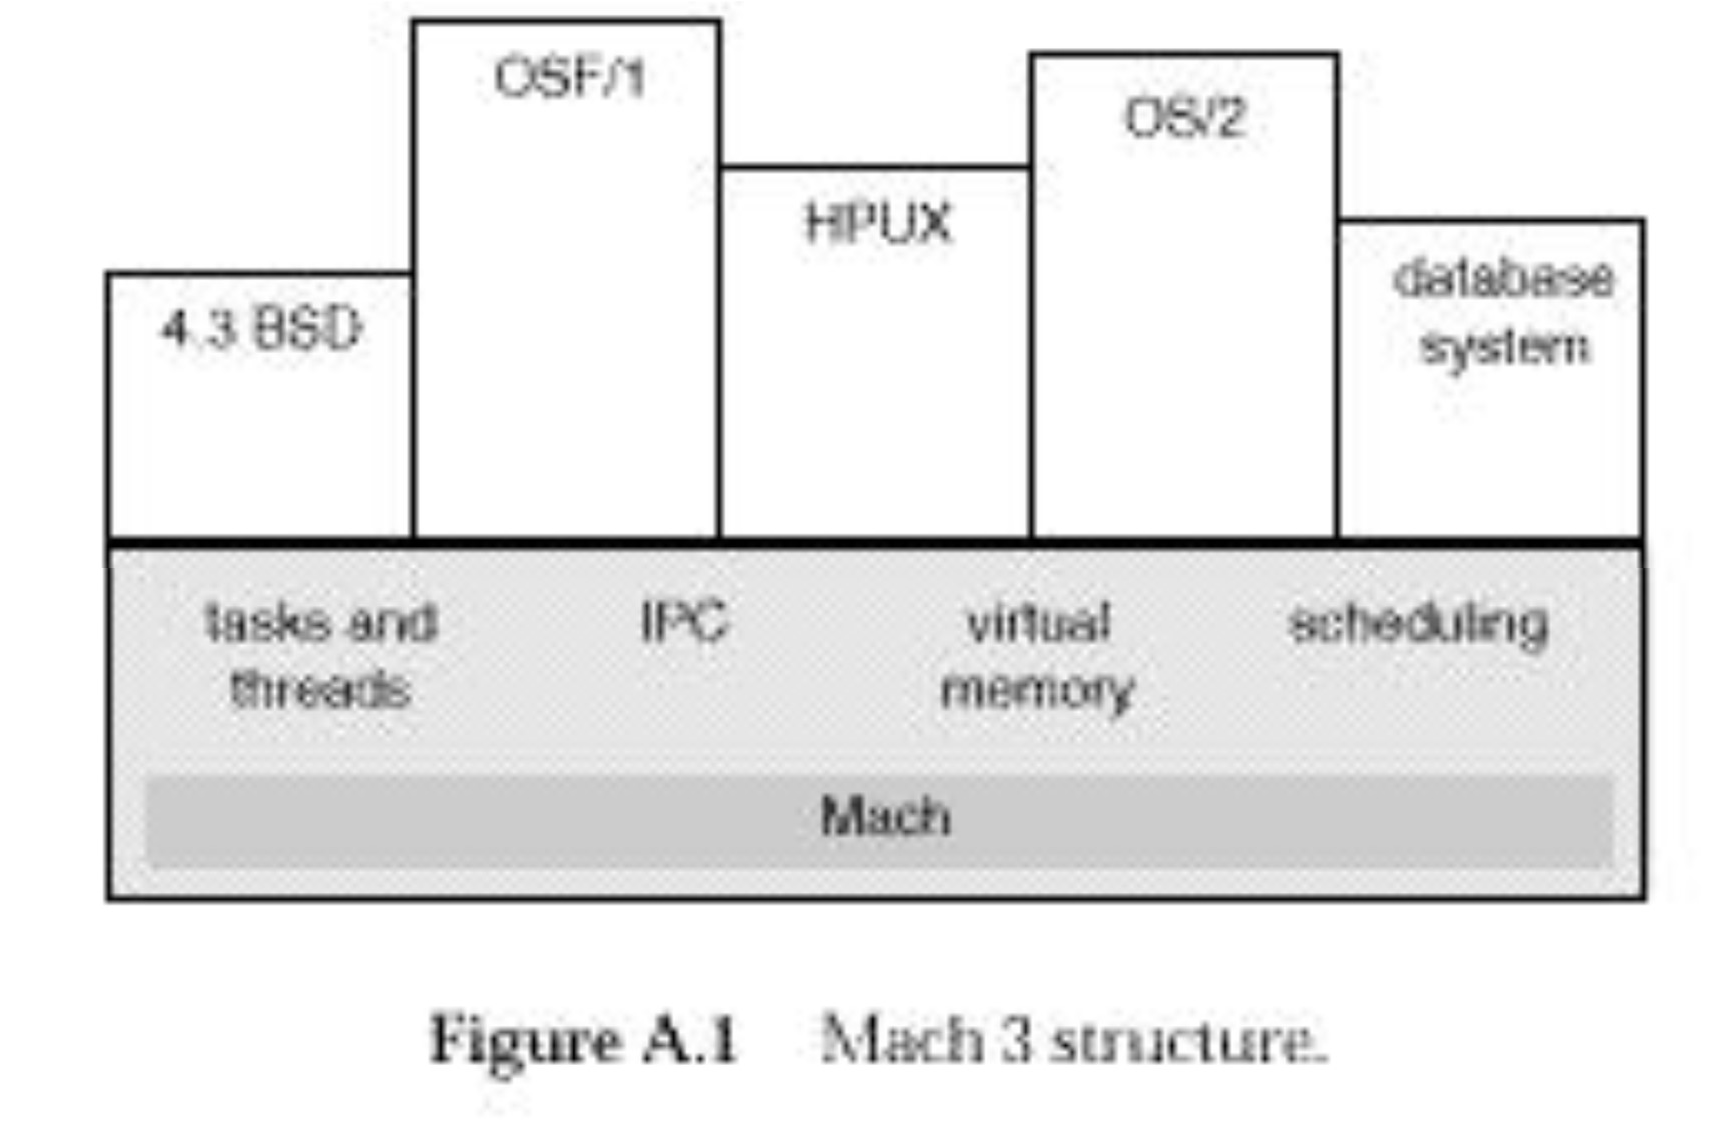 OSF/1
OS/2
HPUX
4.3 BSD
database
system
tasks and
threads
IPC
virtual
memory
scheduling
Mach
Figure A.1 Mach 3 structure.